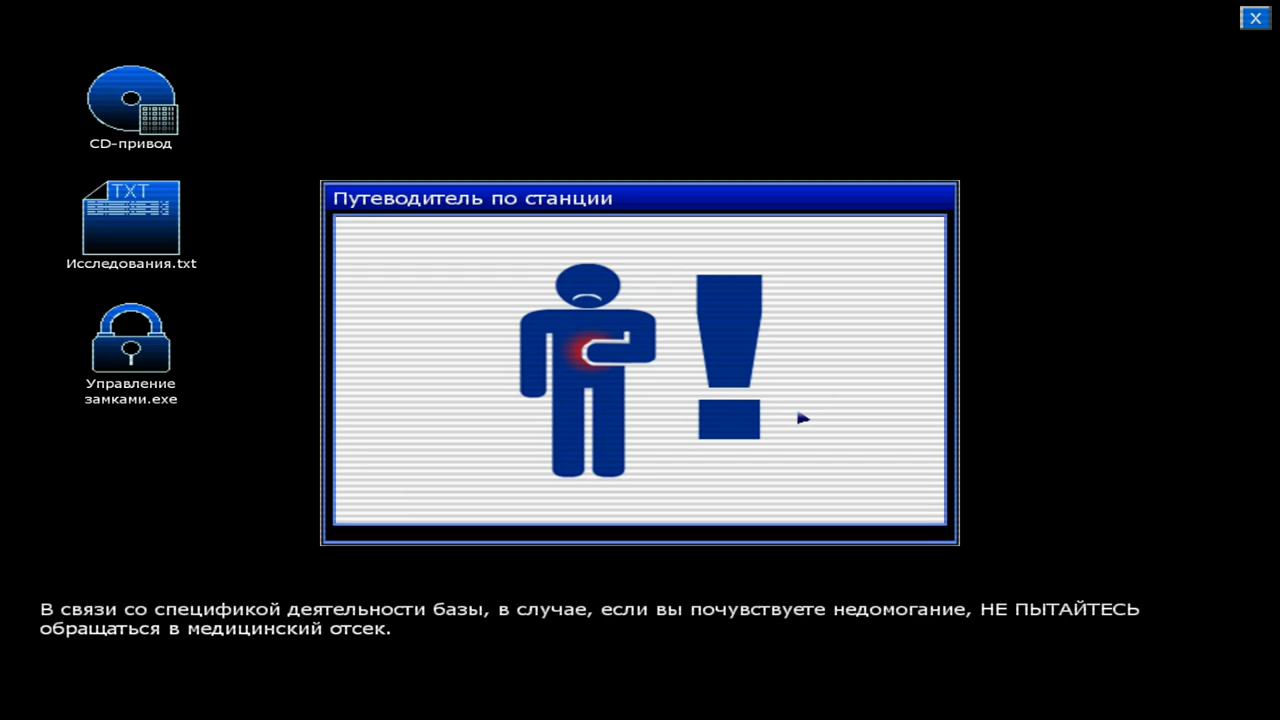 X
CD-привод
TXT
Исследования.txt
Управление
замками.exe
Путеводитель по станции
В связи со спецификой деятельности базы, в случае, если вы почувствуете недомогание, НЕ ПЫТАЙТЕСЬ
обращаться в медицинский отсек.